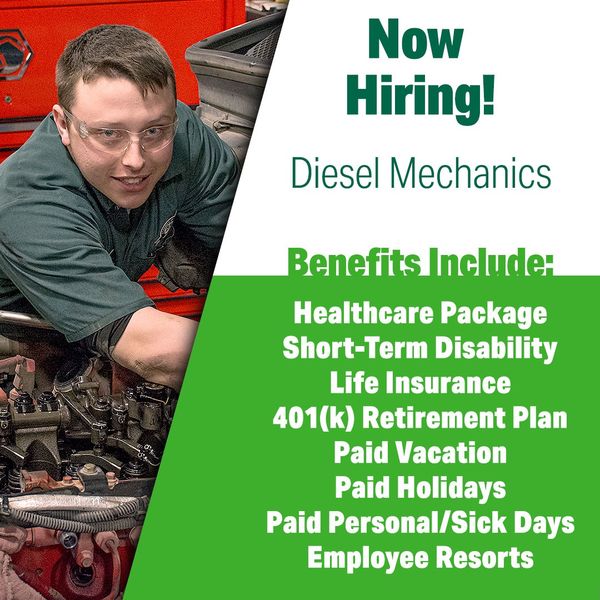 Now
Hiring!
Diesel Mechanics
Benefits Include:
Healthcare Package
Short-Term Disability
Life Insurance
401(k) Retirement Plan
Paid Vacation
Paid Holidays
Paid Personal/Sick Days
Employee Resorts